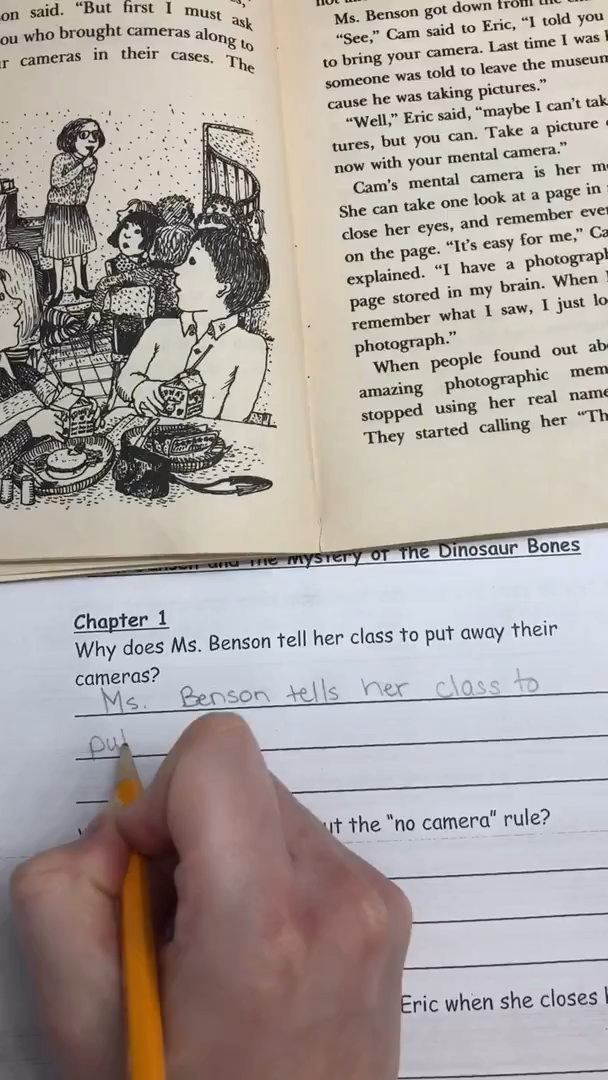 on said. "But first I must ask
ou who brought cameras along to
r cameras in their cases. The
Ms. Benson got down from the
"See," Cam said to Eric, "I told you
to bring your camera. Last time I was
someone was told to leave the museum
cause he was taking pictures."
"Well," Eric said, "maybe I can't tak
tures, but you can. Take a picture
now with your mental camera."
Cam's mental camera is her me
She can take one look at a page in
close her eyes, and remember ever
on the page. "It's easy for me," Ca
explained. "I have a photograph
page stored in my brain. When I
remember what I saw, I just lo
photograph."
When people found out abo
amazing photographic mem
stopped using her real name
They started calling her "Th
and the Mystery of the Dinosaur Bones
Chapter 1
Why does Ms. Benson tell her class to put away their
cameras?
Ms. Benson tells her class to
put
ut the "no camera" rule?
Eric when she closes h